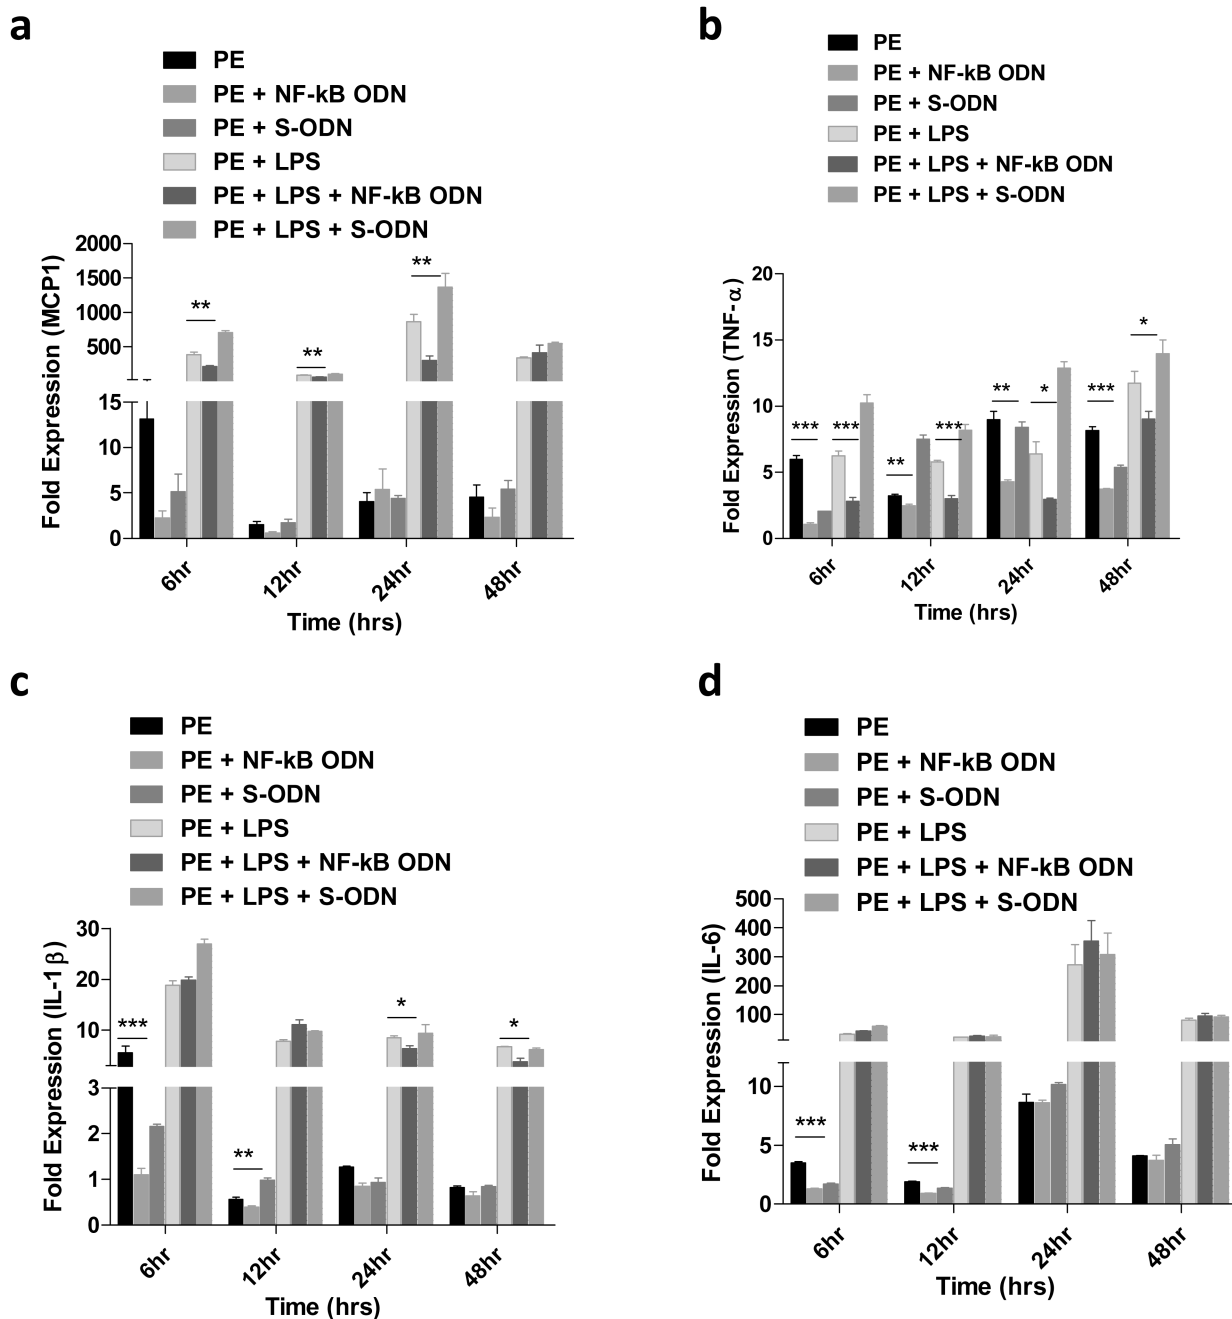 a
PE
PE + NF-kB ODN
PE + S-ODN
PE + LPS
PE + LPS + NF-kB ODN
PE + LPS + S-ODN
Fold Expression (MCP1)
2000
1500
1000
500
15
10
5
0
**
**
**
6hr
12hr
24hr
48hr
Time (hrs)
b
PE
PE + NF-kB ODN
PE + S-ODN
PE + LPS
PE + LPS + NF-kB ODN
PE + LPS + S-ODN
Fold Expression (TNF-α)
20
15
10
5
0
***
***
**
***
**
*
***
*
6hr
12hr
24hr
48hr
Time (hrs)
c
PE
PE + NF-kB ODN
PE + S-ODN
PE + LPS
PE + LPS + NF-kB ODN
PE + LPS + S-ODN
Fold Expression (IL-1β)
30
20
10
3
2
1
0
***
**
*
*
6hr
12hr
24hr
48hr
Time (hrs)
d
PE
PE + NF-kB ODN
PE + S-ODN
PE + LPS
PE + LPS + NF-kB ODN
PE + LPS + S-ODN
Fold Expression (IL-6)
500
400
300
200
100
10
5
0
***
***
6hr
12hr
24hr
48hr
Time (hrs)